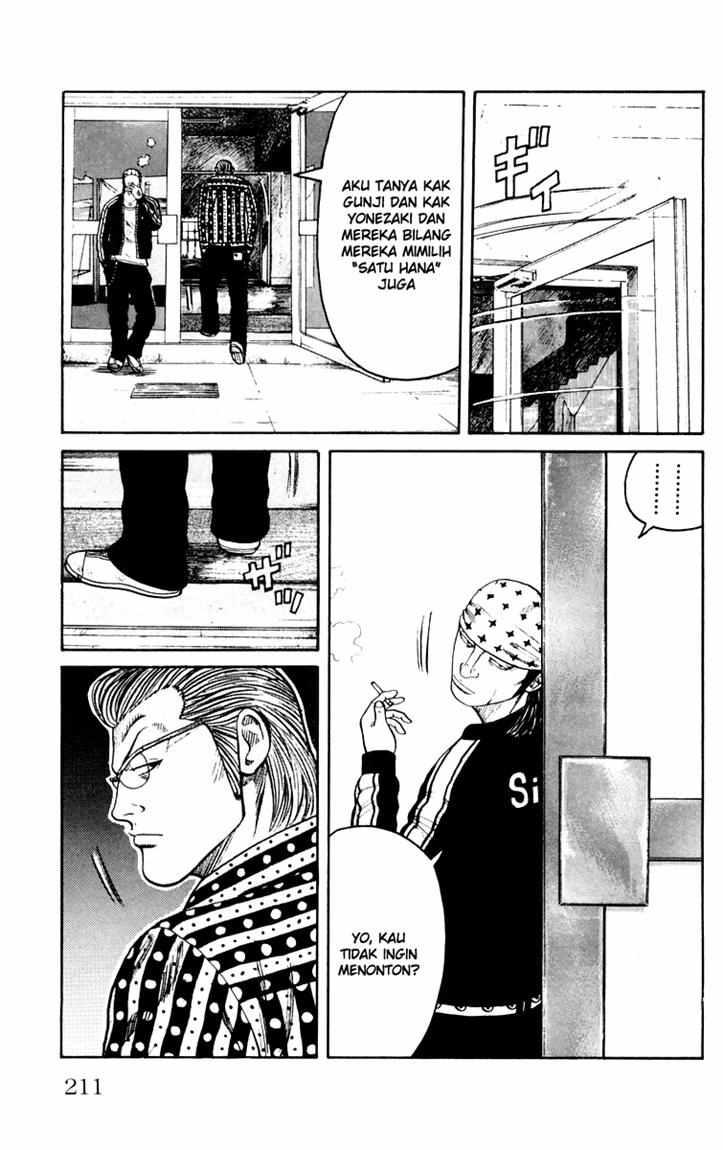 ギイ
AKU TANYA KAK
GUNJI DAN KAK
YONEZAKI DAN
MEREKA BILANG
MEREKA MIMILIH
"SATU HANA"
JUGA
Si
YO, KAU
TIDAK INGIN
MENONTON?
ザッ
211